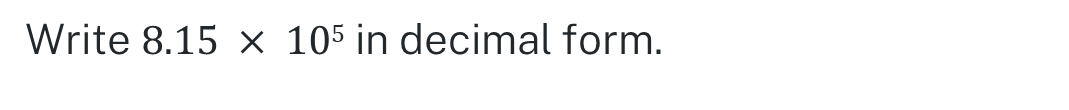 Write 8.15 × 10⁵ in decimal form.